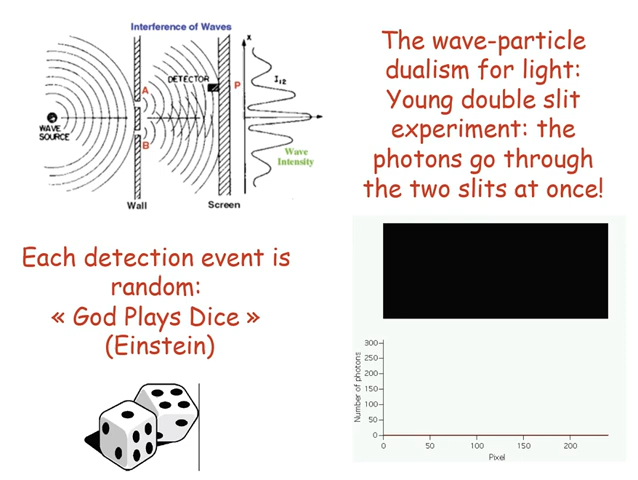 Interference of Waves
X
DETECTOR
P
I12
A
WAVE
SOURCE
B
Wave
Intensity
Wall
Screen
The wave-particle
dualism for light:
Young double slit
experiment: the
photons go through
the two slits at once!
Each detection event is
random:
« God Plays Dice »
(Einstein)
Number of photons
300
250
200
150
100
50
0
0 50 100 150 200
Pixel